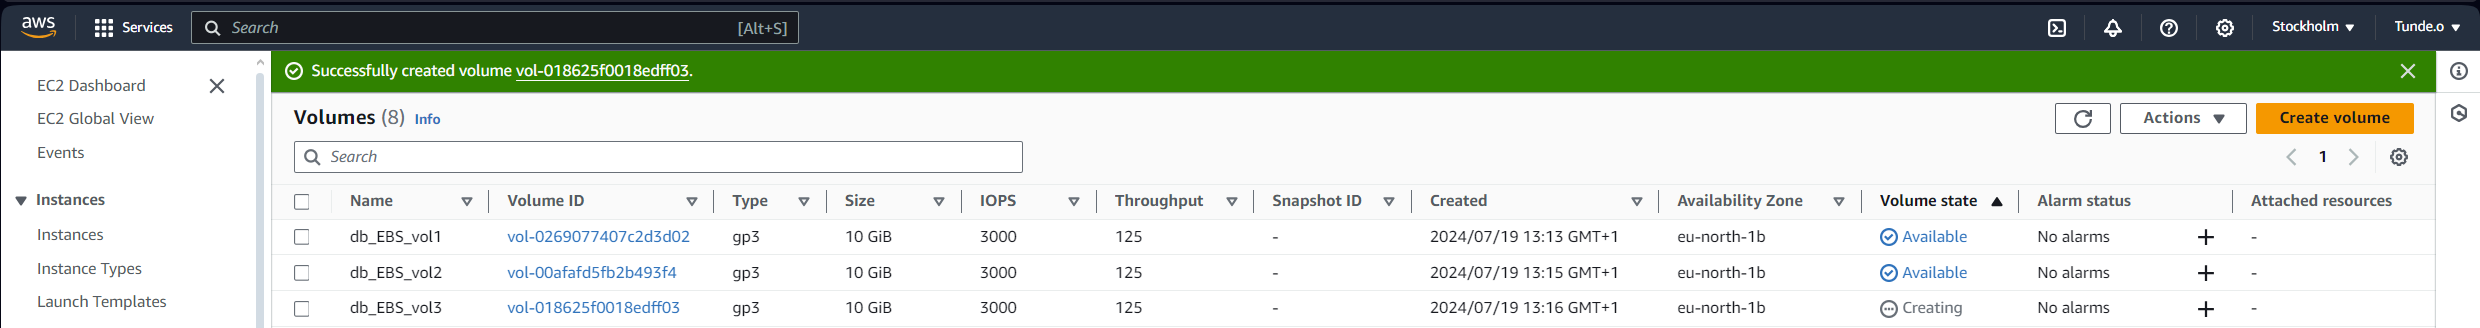 aws Services Search [Alt+S] Stockholm Tunde.o
Successfully created volume vol-018625f0018edff03.
EC2 Dashboard
EC2 Global View
Events
Instances
Instances
Instance Types
Launch Templates
Volumes (8) Info Actions Create volume
Search 1
Name Volume ID Type Size IOPS Throughput Snapshot ID Created Availability Zone Volume state Alarm status Attached resources
db_EBS_vol1 vol-0269077407c2d3d02 gp3 10 GiB 3000 125 - 2024/07/19 13:13 GMT+1 eu-north-1b Available No alarms + -
db_EBS_vol2 vol-00afafd5fb2b493f4 gp3 10 GiB 3000 125 - 2024/07/19 13:15 GMT+1 eu-north-1b Available No alarms + -
db_EBS_vol3 vol-018625f0018edff03 gp3 10 GiB 3000 125 - 2024/07/19 13:16 GMT+1 eu-north-1b Creating No alarms + -